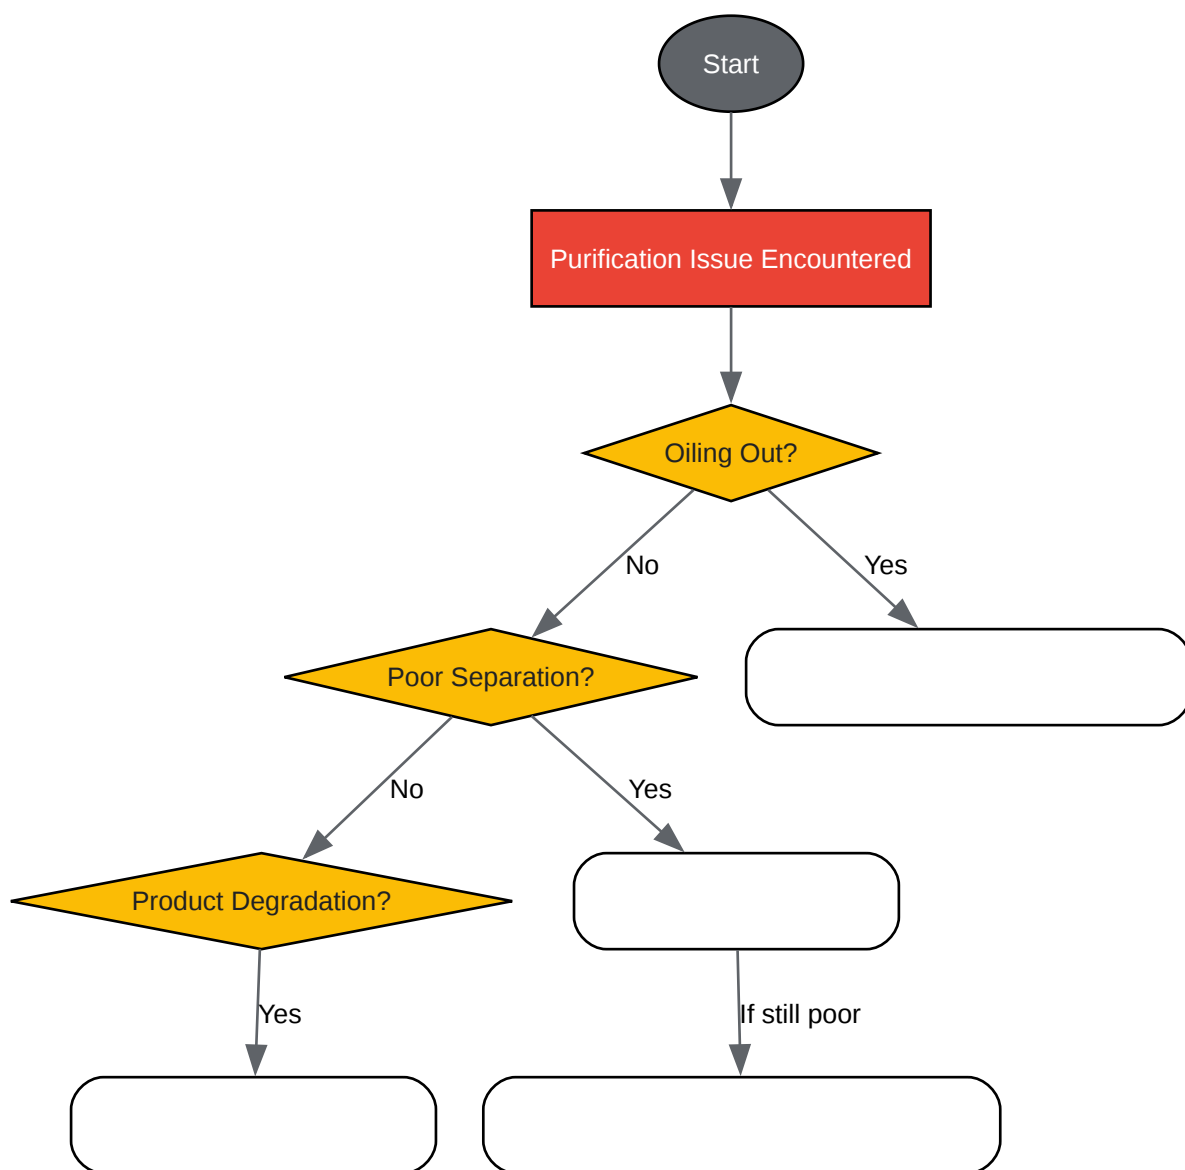 Start
Purification Issue Encountered
Oiling Out?
No
Yes
Poor Separation?
No
Yes
Product Degradation?
Yes
If still poor